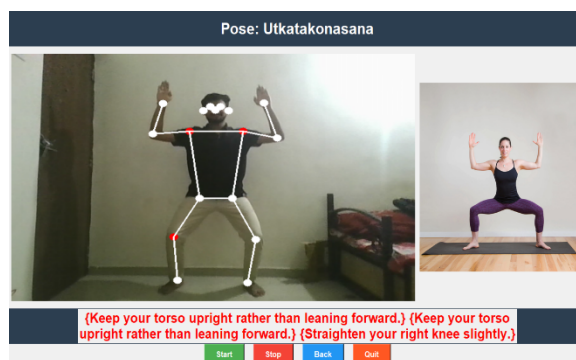 Pose: Utkatakonasana
{Keep your torso upright rather than leaning forward.} {Keep your torso
upright rather than leaning forward.} {Straighten your right knee slightly.}
Start Stop Back Quit